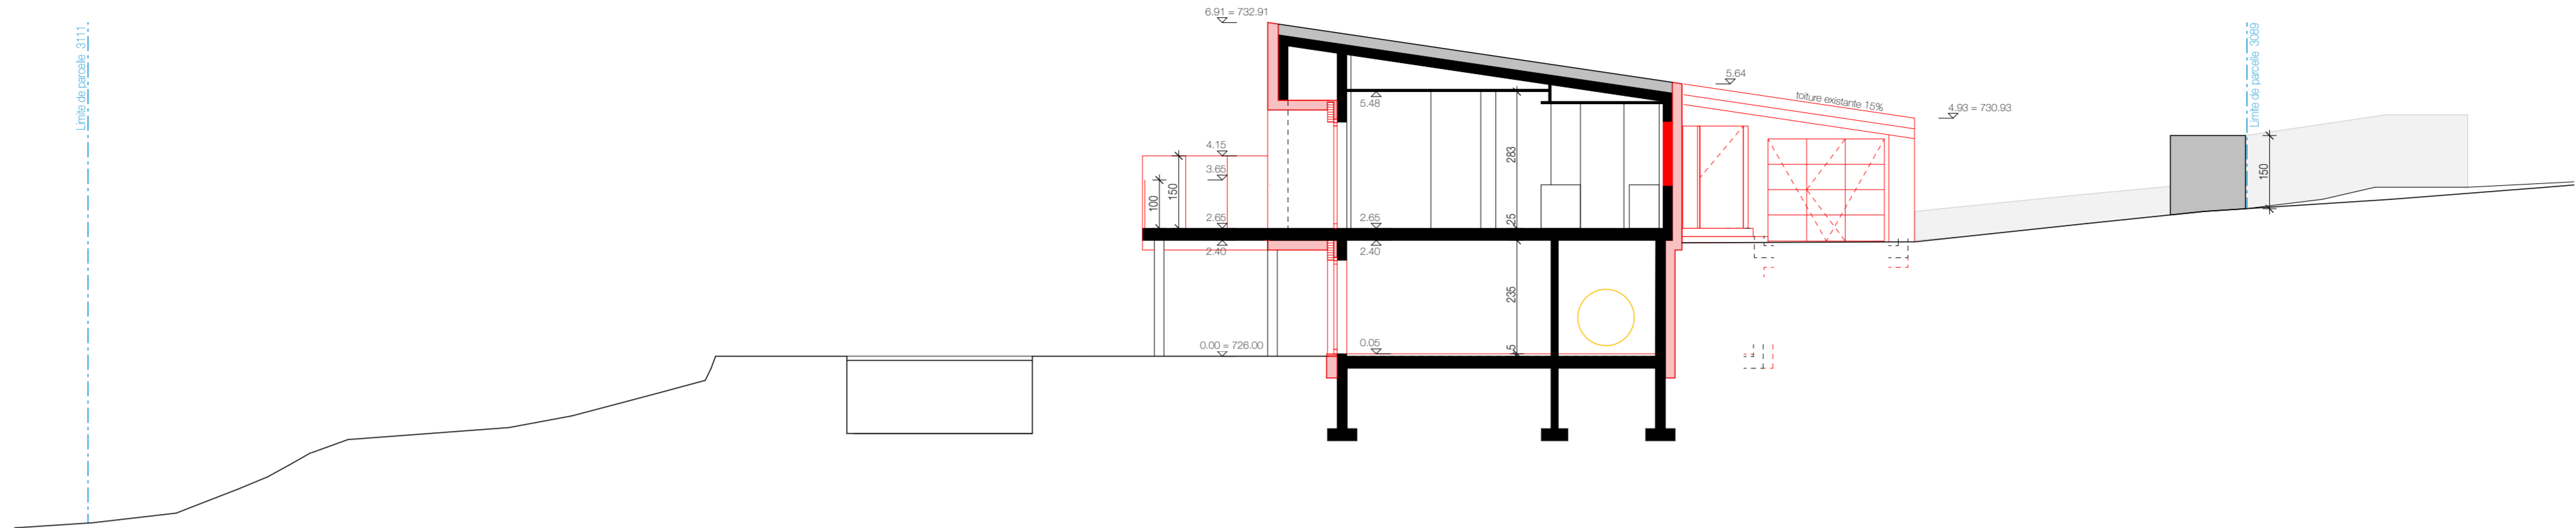 6.91 = 732.91
Limite de parcelle 3111
Limite de parcelle 3089
5.64
toiture existante 15%
4.93 = 730.93
5.48
4.15
3.65
283
150
100
150
2.65
2.65
25
2.40
2.40
235
0.00 = 726.00
0.05
5